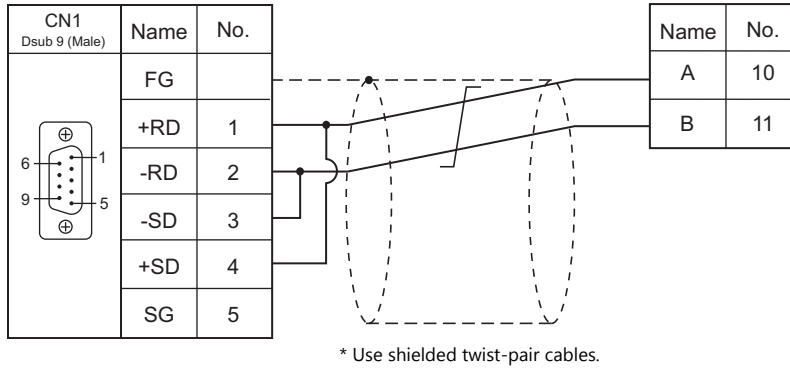 CN1
Dsub 9 (Male)
Name No.
FG
+RD 1
-RD 2
-SD 3
+SD 4
SG 5
6 1
9 5
Name No.
A 10
B 11
* Use shielded twist-pair cables.